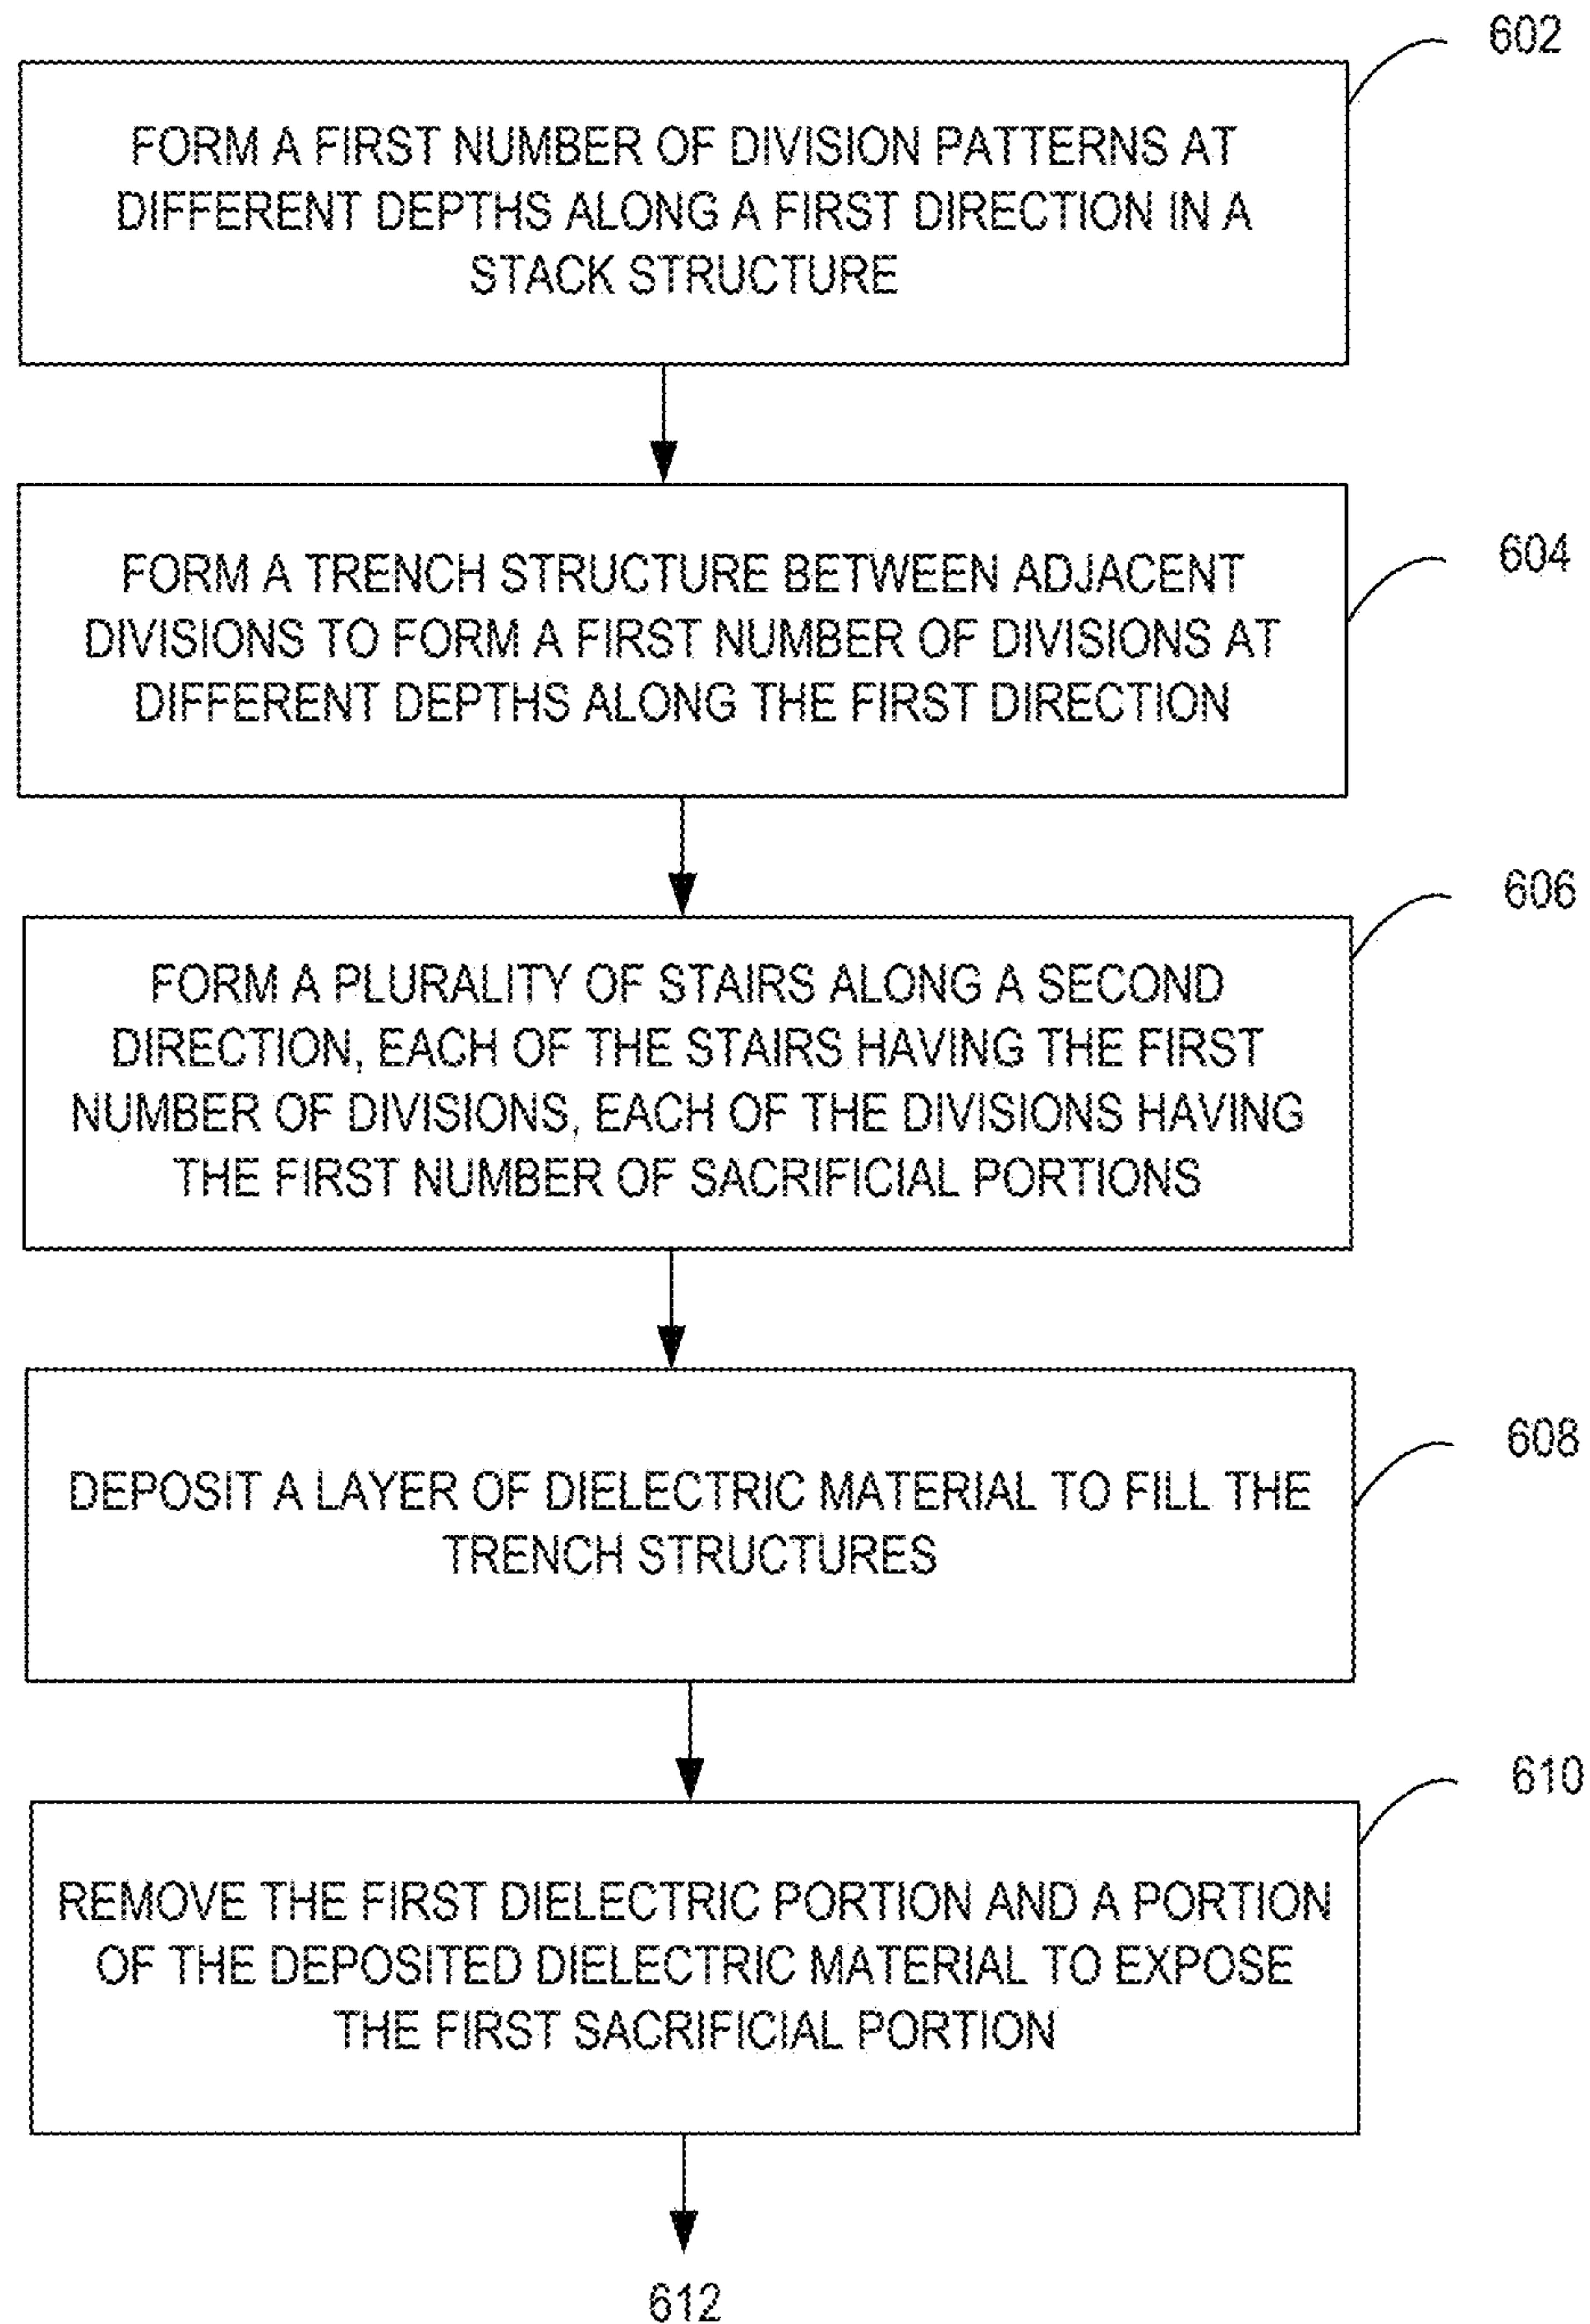 602
FORM A FIRST NUMBER OF DIVISION PATTERNS AT
DIFFERENT DEPTHS ALONG A FIRST DIRECTION IN A
STACK STRUCTURE
604
FORM A TRENCH STRUCTURE BETWEEN ADJACENT
DIVISIONS TO FORM A FIRST NUMBER OF DIVISIONS AT
DIFFERENT DEPTHS ALONG THE FIRST DIRECTION
606
FORM A PLURALITY OF STAIRS ALONG A SECOND
DIRECTION, EACH OF THE STAIRS HAVING THE FIRST
NUMBER OF DIVISIONS, EACH OF THE DIVISIONS HAVING
THE FIRST NUMBER OF SACRIFICIAL PORTIONS
608
DEPOSIT A LAYER OF DIELECTRIC MATERIAL TO FILL THE
TRENCH STRUCTURES
610
REMOVE THE FIRST DIELECTRIC PORTION AND A PORTION
OF THE DEPOSITED DIELECTRIC MATERIAL TO EXPOSE
THE FIRST SACRIFICIAL PORTION
612